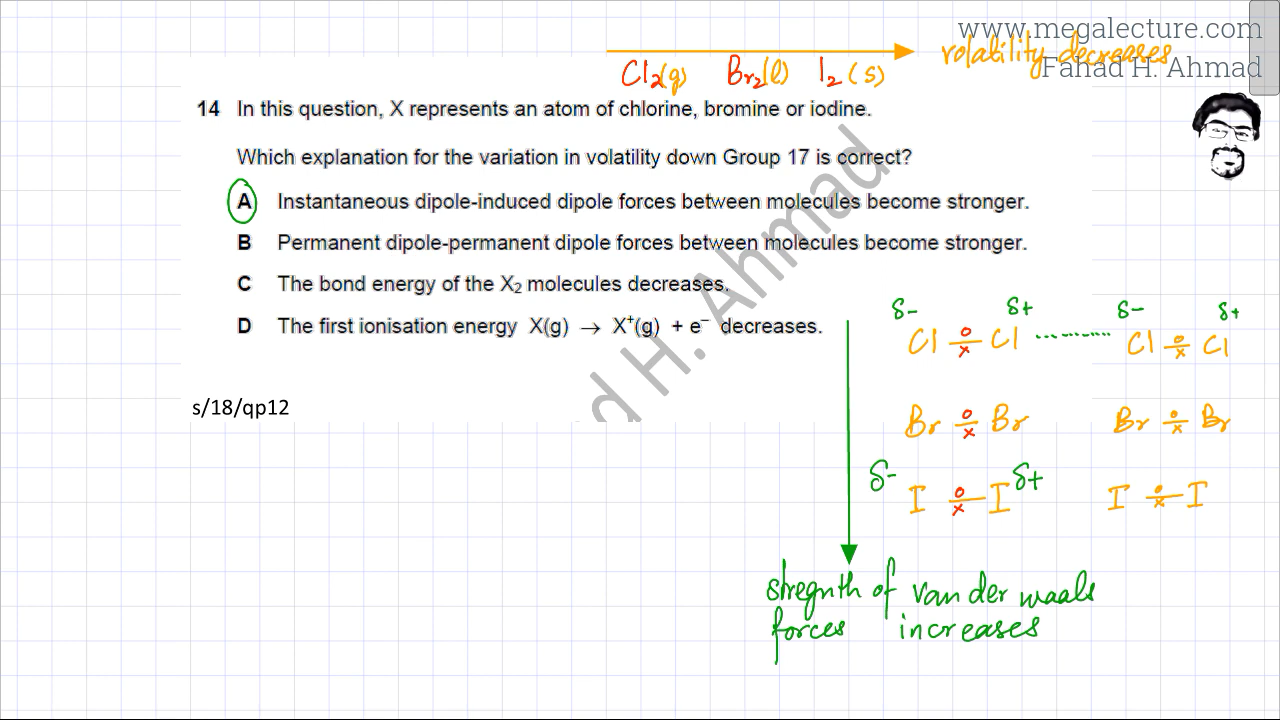 www.megalecture.com
volatility decreases
Fahad H. Ahmad
Cl2(g) Br2(l) I2(s)
14 In this question, X represents an atom of chlorine, bromine or iodine.
Which explanation for the variation in volatility down Group 17 is correct?
A Instantaneous dipole-induced dipole forces between molecules become stronger.
B Permanent dipole-permanent dipole forces between molecules become stronger.
C The bond energy of the X₂ molecules decreases.
D The first ionisation energy X(g) → X⁺(g) + e⁻ decreases.
d H. Ahmad
δ- δ+ δ- δ+
Cl o x Cl .......... Cl o x Cl
s/18/qp12
Br o x Br Br o x Br
δ- δ+
I o x I I o x I
stregnth of van der waals
forces increases